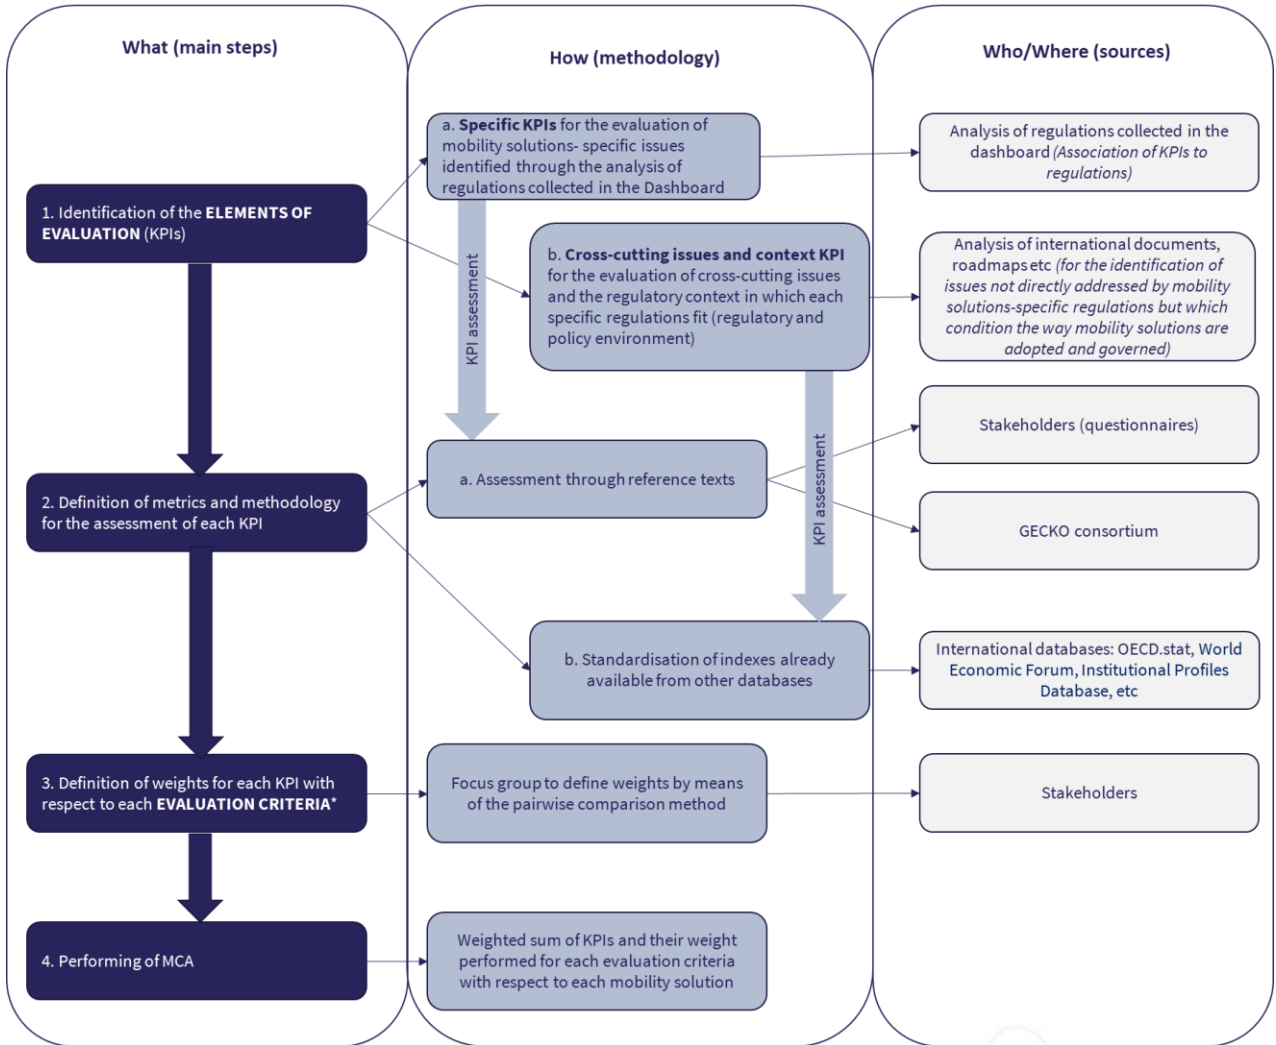 What (main steps)
How (methodology)
Who/Where (sources)
1. Identification of the ELEMENTS OF
EVALUATION (KPIs)
a. Specific KPIs for the evaluation of
mobility solutions- specific issues
identified through the analysis of
regulations collected in the Dashboard
Analysis of regulations collected in the
dashboard (Association of KPIs to
regulations)
KPI assessment
b. Cross-cutting issues and context KPI
for the evaluation of cross-cutting issues
and the regulatory context in which each
specific regulations fit (regulatory and
policy environment)
Analysis of international documents,
roadmaps etc (for the identification of
issues not directly addressed by mobility
solutions-specific regulations but which
condition the way mobility solutions are
adopted and governed)
KPI assessment
2. Definition of metrics and methodology
for the assessment of each KPI
a. Assessment through reference texts
Stakeholders (questionnaires)
GECKO consortium
b. Standardisation of indexes already
available from other databases
International databases: OECD.stat, World
Economic Forum, Institutional Profiles
Database, etc
3. Definition of weights for each KPI with
respect to each EVALUATION CRITERIA*
Focus group to define weights by means
of the pairwise comparison method
Stakeholders
4. Performing of MCA
Weighted sum of KPIs and their weight
performed for each evaluation criteria
with respect to each mobility solution